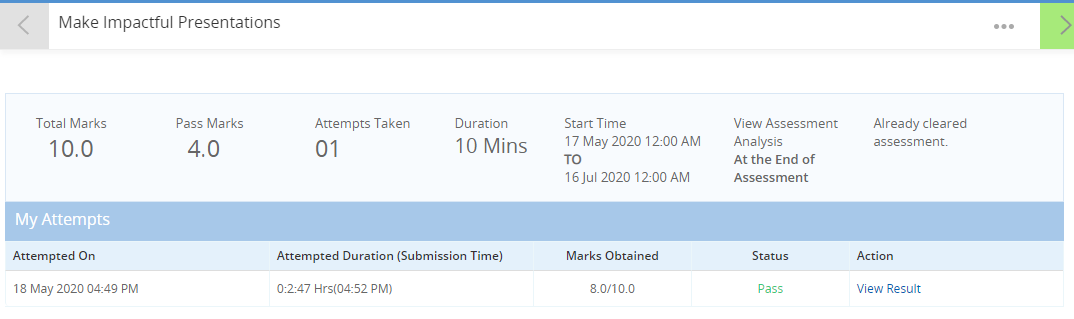 Make Impactful Presentations
Total Marks
10.0
Pass Marks
4.0
Attempts Taken
01
Duration
10 Mins
Start Time
17 May 2020 12:00 AM
TO
16 Jul 2020 12:00 AM
View Assessment
Analysis
At the End of
Assessment
Already cleared
assessment.
My Attempts
Attempted On Attempted Duration (Submission Time) Marks Obtained Status Action
18 May 2020 04:49 PM 0:2:47 Hrs(04:52 PM) 8.0/10.0 Pass View Result